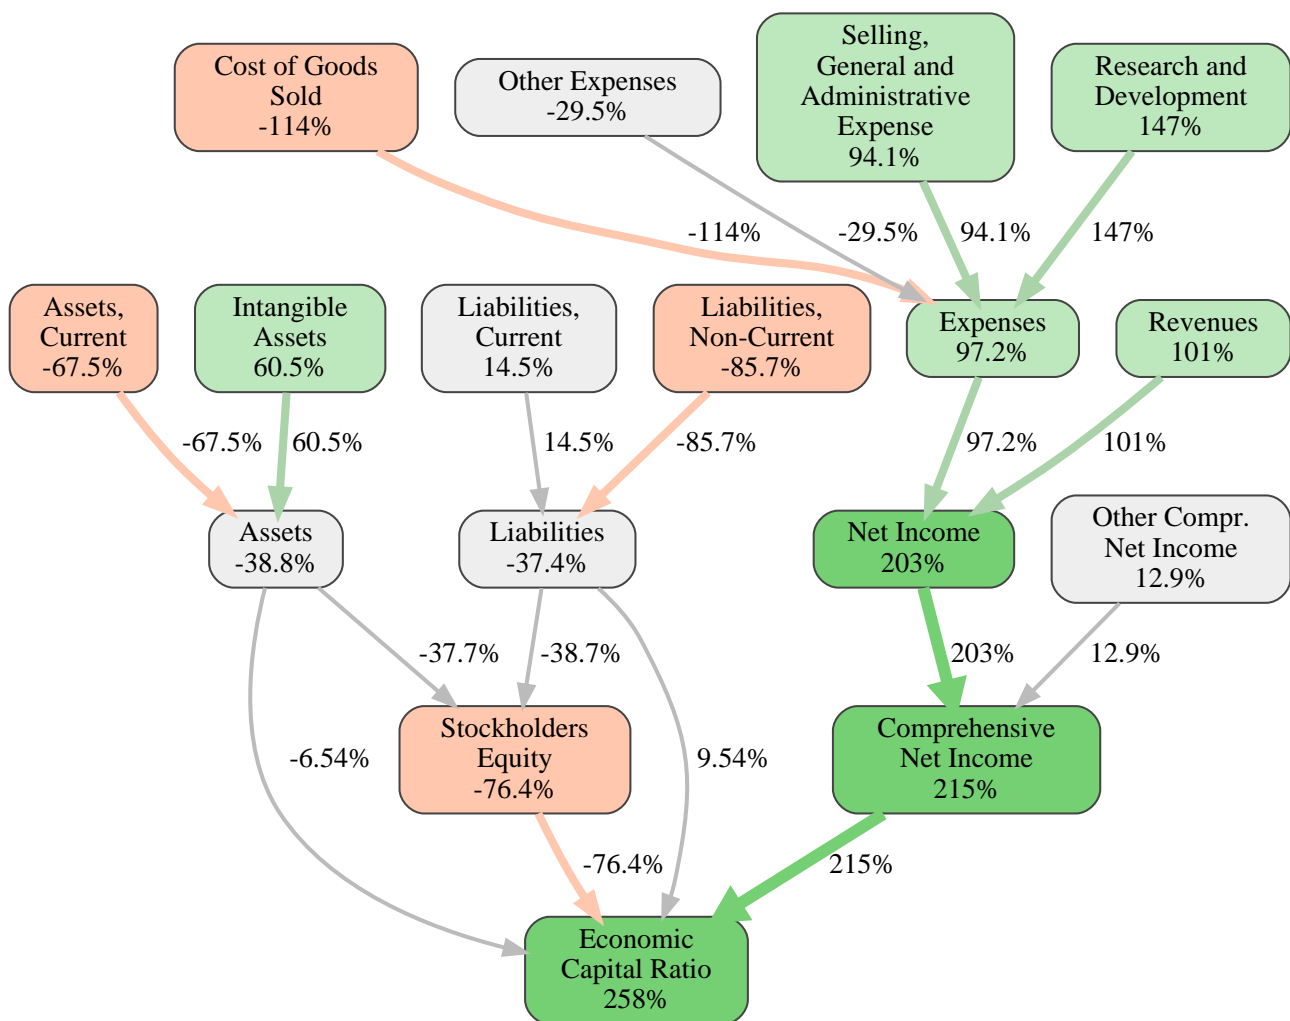 Cost of Goods
Sold
-114%
Other Expenses
-29.5%
Selling,
General and
Administrative
Expense
94.1%
Research and
Development
147%
-114%
-29.5%
94.1%
147%
Assets,
Current
-67.5%
Intangible
Assets
60.5%
Liabilities,
Current
14.5%
Liabilities,
Non-Current
-85.7%
Expenses
97.2%
Revenues
101%
-67.5%
60.5%
14.5%
-85.7%
97.2%
101%
Assets
-38.8%
Liabilities
-37.4%
Net Income
203%
Other Compr.
Net Income
12.9%
-37.7%
-38.7%
203%
12.9%
Stockholders
Equity
-76.4%
Comprehensive
Net Income
215%
-6.54%
9.54%
-76.4%
215%
Economic
Capital Ratio
258%